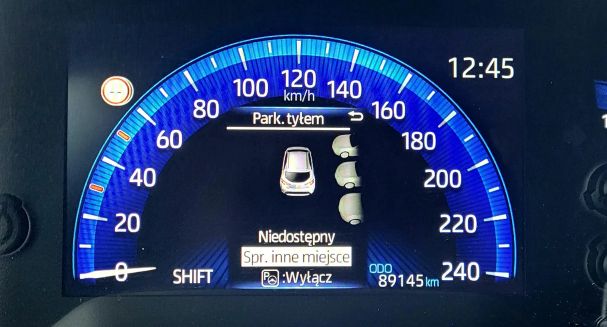 12:45
120
100 140
km/h
80 160
Park. tyłem
60 180
40 200
20 220
Niedostępny
Spr. inne miejsce
0 SHIFT P :Wyłącz ODO 89145 km 240